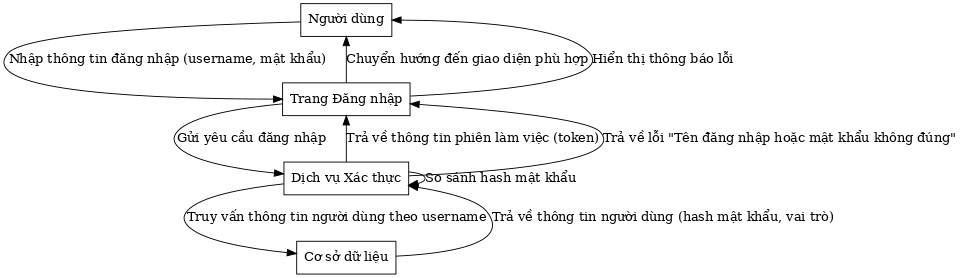 Người dùng
Nhập thông tin đăng nhập (username, mật khẩu)
Chuyển hướng đến giao diện phù hợp
Hiển thị thông báo lỗi
Trang Đăng nhập
Gửi yêu cầu đăng nhập
Trả về thông tin phiên làm việc (token)
Trả về lỗi "Tên đăng nhập hoặc mật khẩu không đúng"
Dịch vụ Xác thực
So sánh hash mật khẩu
Truy vấn thông tin người dùng theo username
Trả về thông tin người dùng (hash mật khẩu, vai trò)
Cơ sở dữ liệu